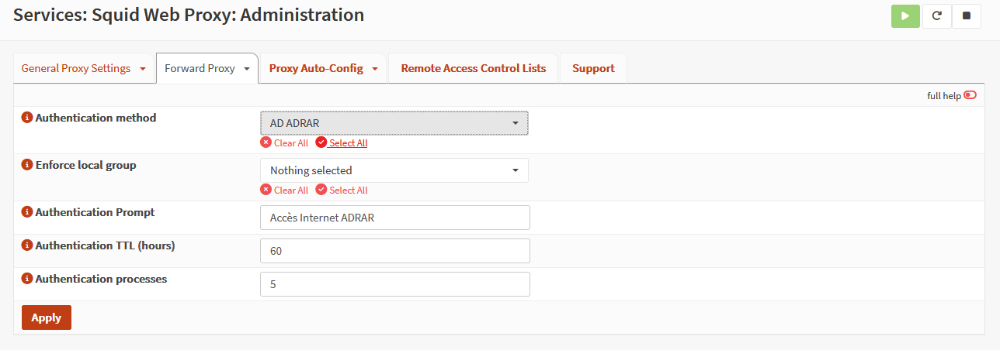 Services: Squid Web Proxy: Administration
General Proxy Settings Forward Proxy Proxy Auto-Config Remote Access Control Lists Support
full help
Authentication method AD ADRAR
Clear All Select All
Enforce local group Nothing selected
Clear All Select All
Authentication Prompt Accès Internet ADRAR
Authentication TTL (hours) 60
Authentication processes 5
Apply